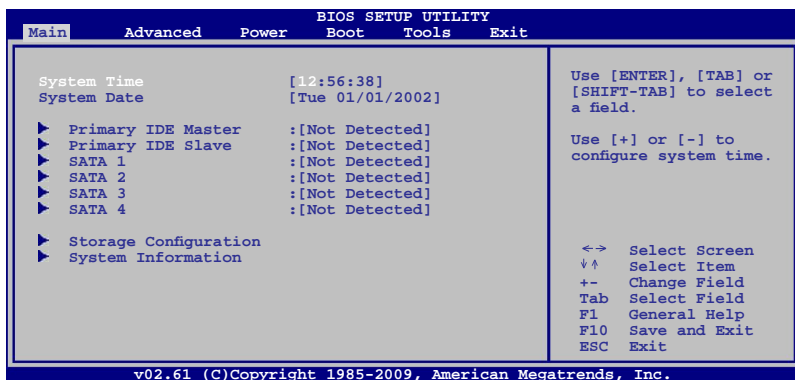 BIOS SETUP UTILITY
Main Advanced Power Boot Tools Exit
System Time [12:56:38]
System Date [Tue 01/01/2002]
Primary IDE Master :[Not Detected]
Primary IDE Slave :[Not Detected]
SATA 1 :[Not Detected]
SATA 2 :[Not Detected]
SATA 3 :[Not Detected]
SATA 4 :[Not Detected]
Storage Configuration
System Information
Use [ENTER], [TAB] or
[SHIFT-TAB] to select
a field.
Use [+] or [-] to
configure system time.
←→ Select Screen
↓↑ Select Item
+- Change Field
Tab Select Field
F1 General Help
F10 Save and Exit
ESC Exit
v02.61 (C)Copyright 1985-2009, American Megatrends, Inc.